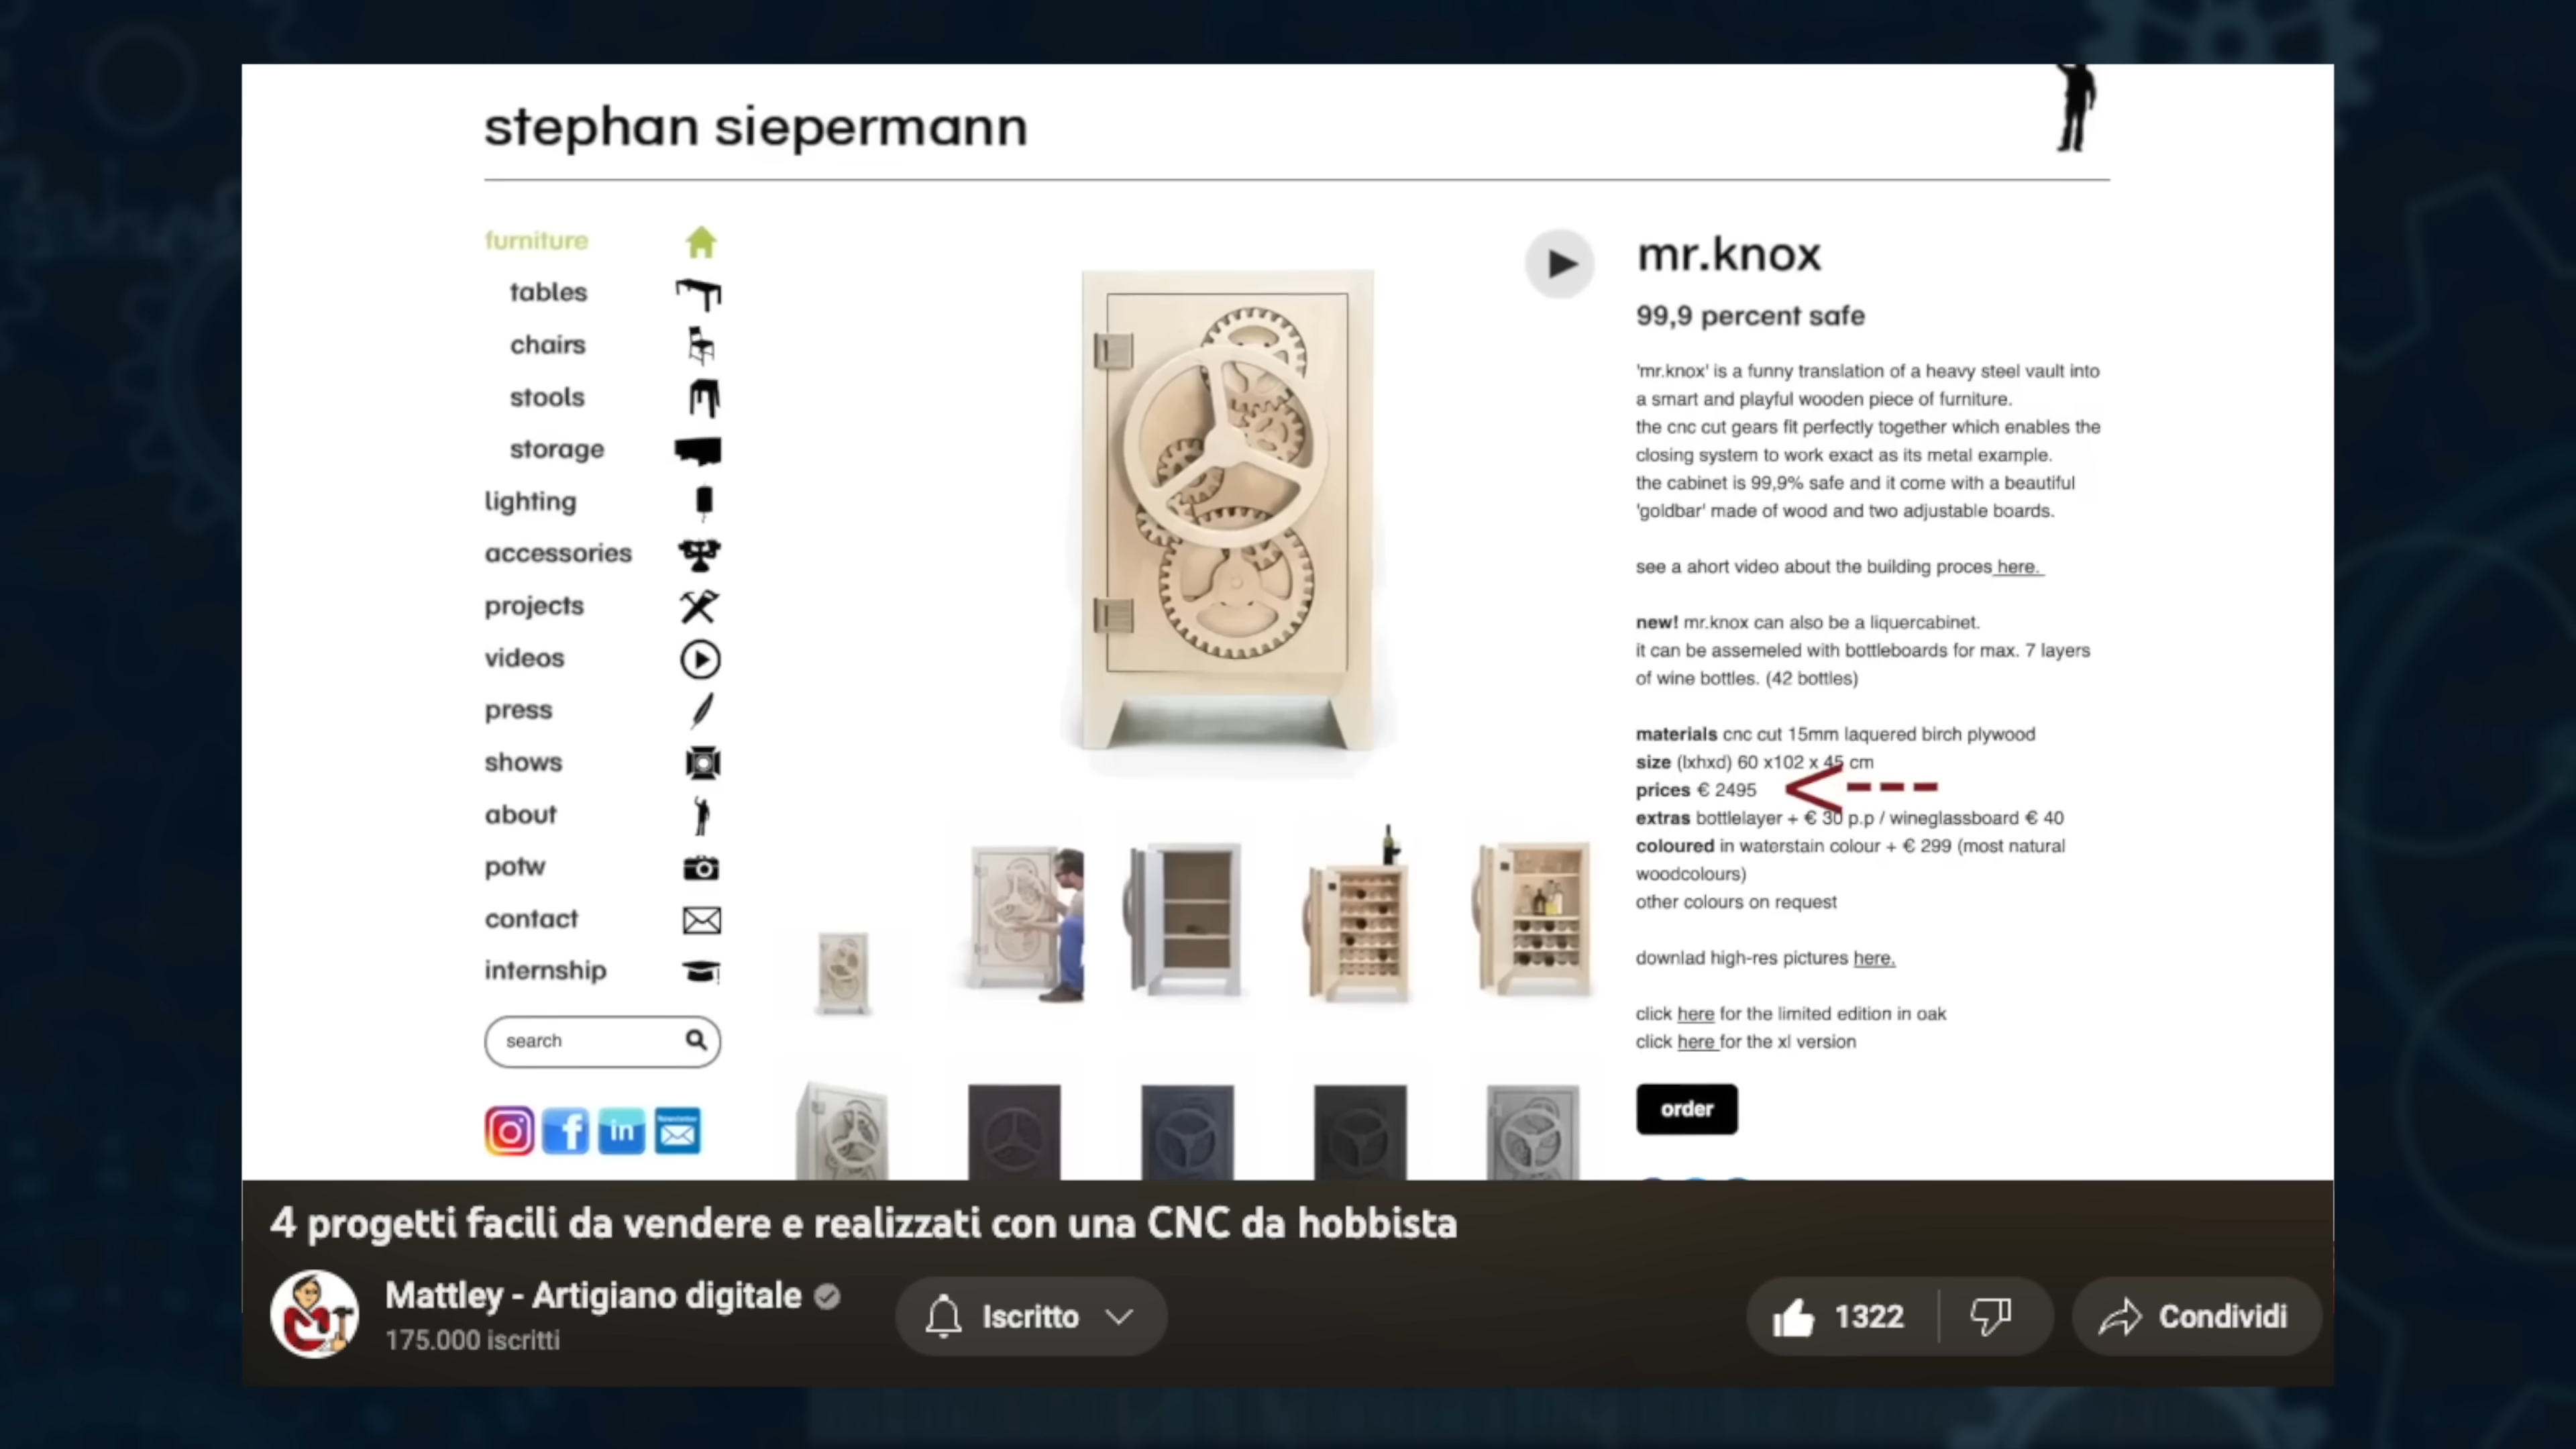 stephan siepermann
furniture
tables
chairs
stools
storage
lighting
accessories
projects
videos
press
shows
about
potw
contact
internship
search
Newsletter
mr.knox
99,9 percent safe
'mr.knox' is a funny translation of a heavy steel vault into
a smart and playful wooden piece of furniture.
the cnc cut gears fit perfectly together which enables the
closing system to work exact as its metal example.
the cabinet is 99,9% safe and it come with a beautiful
'goldbar' made of wood and two adjustable boards.
see a ahort video about the building proces here.
new! mr.knox can also be a liquercabinet.
it can be assemeled with bottleboards for max. 7 layers
of wine bottles. (42 bottles)
materials cnc cut 15mm laquered birch plywood
size (lxhxd) 60 x102 x 45 cm
prices € 2495
extras bottlelayer + € 30 p.p / wineglassboard € 40
coloured in waterstain colour + € 299 (most natural
woodcolours)
other colours on request
downlad high-res pictures here.
click here for the limited edition in oak
click here for the xl version
order
4 progetti facili da vendere e realizzati con una CNC da hobbista
Mattley - Artigiano digitale
175.000 iscritti
Iscritto
1322
Condividi